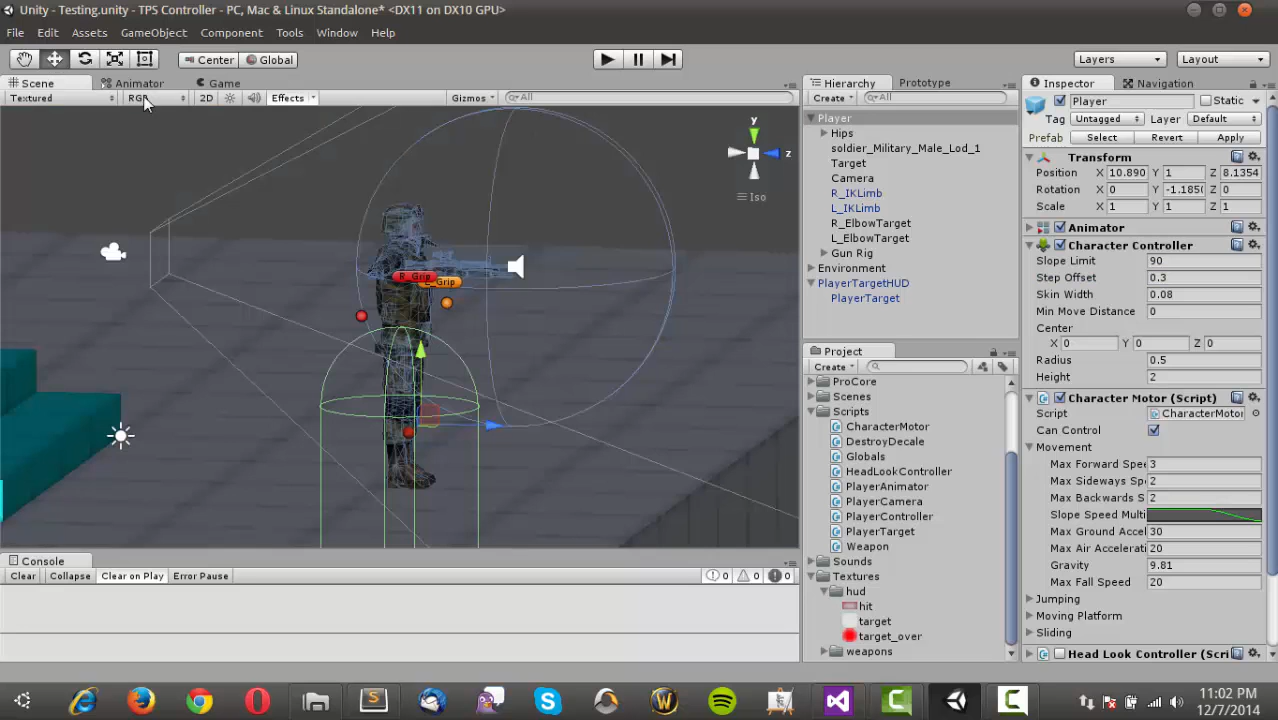 Unity - Testing.unity - TPS Controller - PC, Mac & Linux Standalone* <DX11 on DX10 GPU>
File Edit Assets GameObject Component Tools Window Help
Center Global Layers Layout
Scene Animator Game
Textured RGB 2D Effects Gizmos All
y z Iso
R_Grip L_Grip
Console
Clear Collapse Clear on Play Error Pause 0 0 0
Hierarchy Prototype
Create All
Player
Hips
soldier_Military_Male_Lod_1
Target
Camera
R_IKLimb
L_IKLimb
R_ElbowTarget
L_ElbowTarget
Gun Rig
Environment
PlayerTargetHUD
PlayerTarget
Project
Create
ProCore
Scenes
Scripts
CharacterMotor
DestroyDecale
Globals
HeadLookController
PlayerAnimator
PlayerCamera
PlayerController
PlayerTarget
Weapon
Sounds
Textures
hud
hit
target
target_over
weapons
Inspector Navigation
Player Static
Tag Untagged Layer Default
Prefab Select Revert Apply
Transform
Position X 10.890 Y 1 Z 8.1354
Rotation X 0 Y -1.1850 Z 0
Scale X 1 Y 1 Z 1
Animator
Character Controller
Slope Limit 90
Step Offset 0.3
Skin Width 0.08
Min Move Distance 0
Center
X 0 Y 0 Z 0
Radius 0.5
Height 2
Character Motor (Script)
Script CharacterMotor
Can Control
Movement
Max Forward Spee 3
Max Sideways Sp 2
Max Backwards S 2
Slope Speed Multi
Max Ground Accel 30
Max Air Accelerati 20
Gravity 9.81
Max Fall Speed 20
Jumping
Moving Platform
Sliding
Head Look Controller (Scri
11:02 PM
12/7/2014